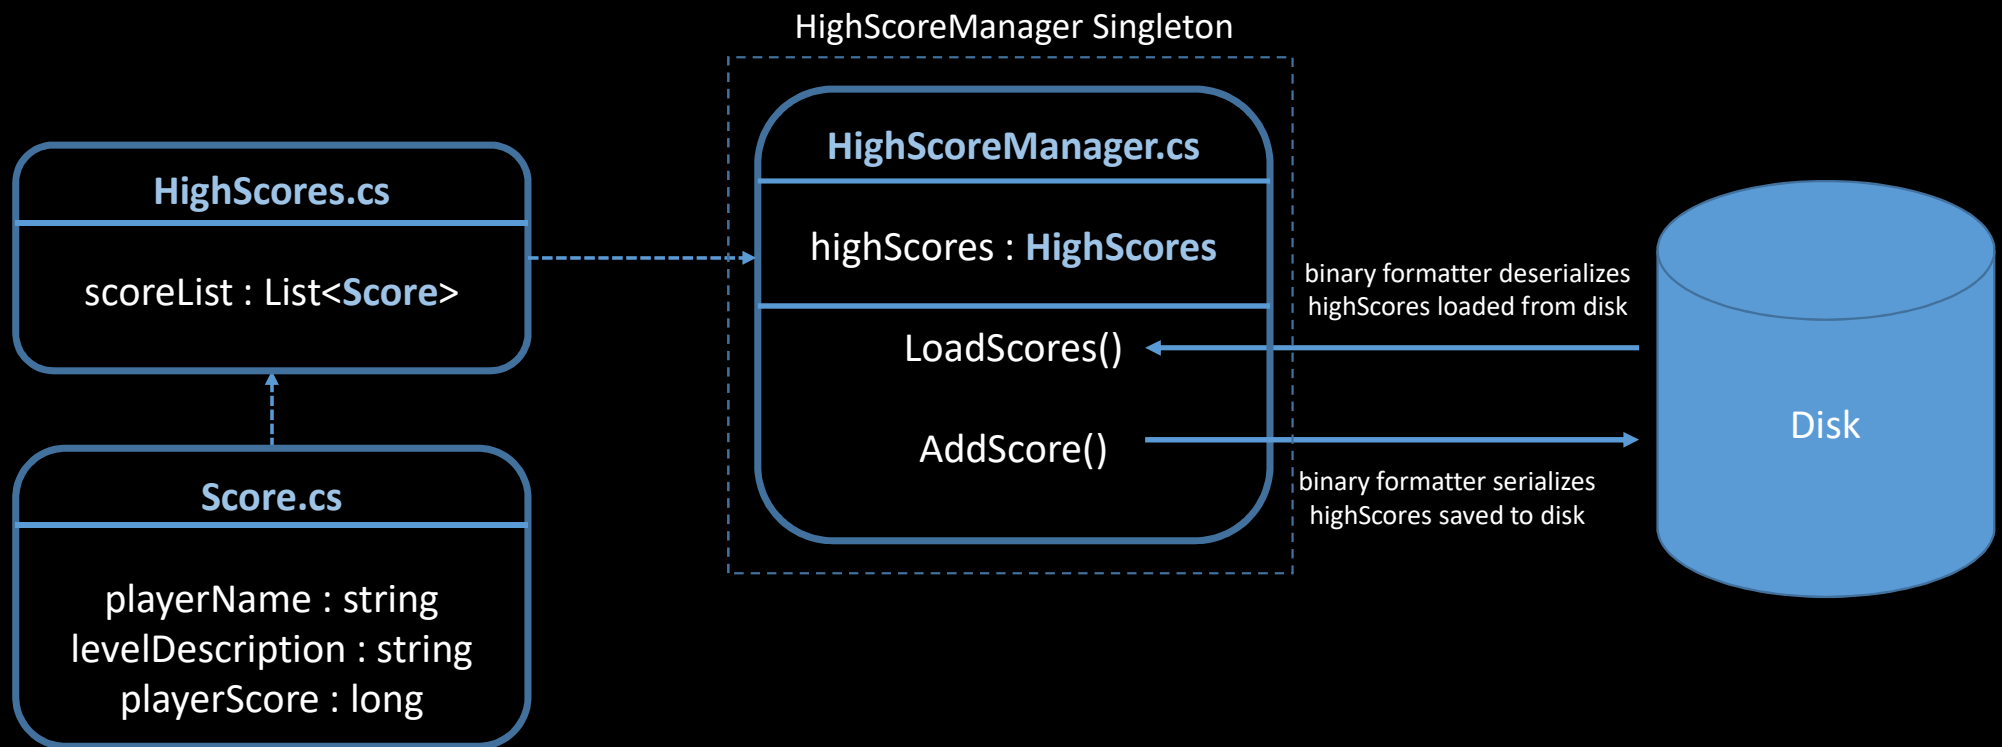 HighScoreManager Singleton
HighScores.cs
scoreList : List<Score>
Score.cs
playerName : string
levelDescription : string
playerScore : long
HighScoreManager.cs
highScores : HighScores
LoadScores()
AddScore()
binary formatter deserializes
highScores loaded from disk
binary formatter serializes
highScores saved to disk
Disk